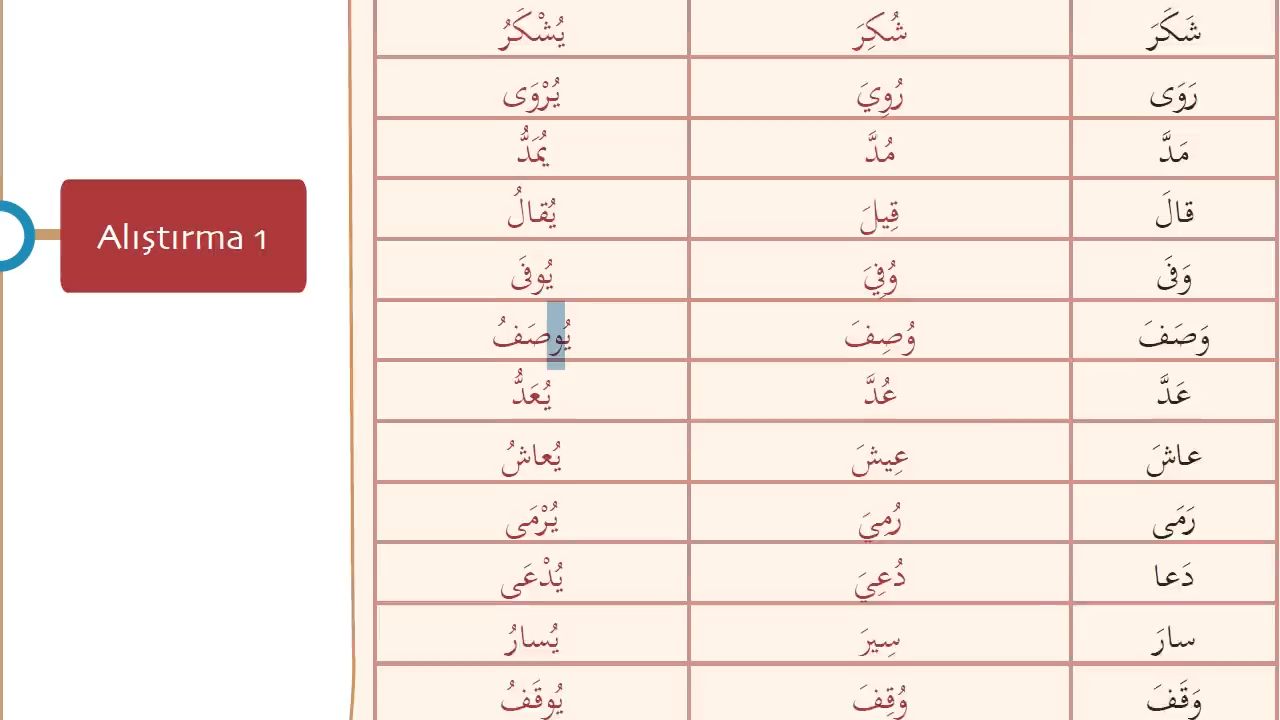 شَكَرَ شُكِرَ يُشْكَرُ
رَوَى رُوِيَ يُرْوَى
مَدَّ مُدَّ يُمَدُّ
قالَ قِيلَ يُقالُ
وَفَى وُفِيَ يُوفَى
وَصَفَ وُصِفَ يُوصَفُ
عَدَّ عُدَّ يُعَدُّ
عاشَ عِيشَ يُعاشُ
رَمَى رُمِيَ يُرْمَى
دَعا دُعِيَ يُدْعَى
سارَ سِيرَ يُسارُ
وَقَفَ وُقِفَ يُوقَفُ
Alıştırma 1